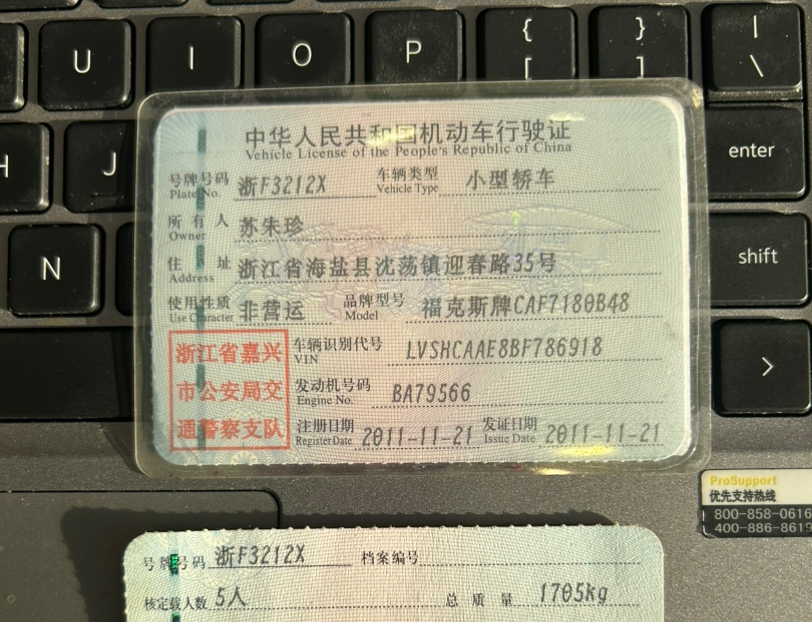 U I O P { [ } ] | \
H J enter
N shift
>
中华人民共和国机动车行驶证
Vehicle License of the People's Republic of China
号牌号码 浙F3212X 车辆类型 小型轿车
Plate No. Vehicle Type
所有人 苏朱珍
Owner
住址 浙江省海盐县沈荡镇迎春路35号
Address
使用性质 非营运 品牌型号 福克斯牌CAF7180B48
Use Character Model
浙江省嘉兴
市公安局交
通警察支队
车辆识别代号 LVSHCAAE8BF786918
VIN
发动机号码 BA79566
Engine No.
注册日期 2011-11-21 发证日期 2011-11-21
Register Date Issue Date
ProSupport
优先支持热线
800-858-0616
400-886-8619
号牌号码 浙F3212X 档案编号
核定载人数 5人 总质量 1705kg